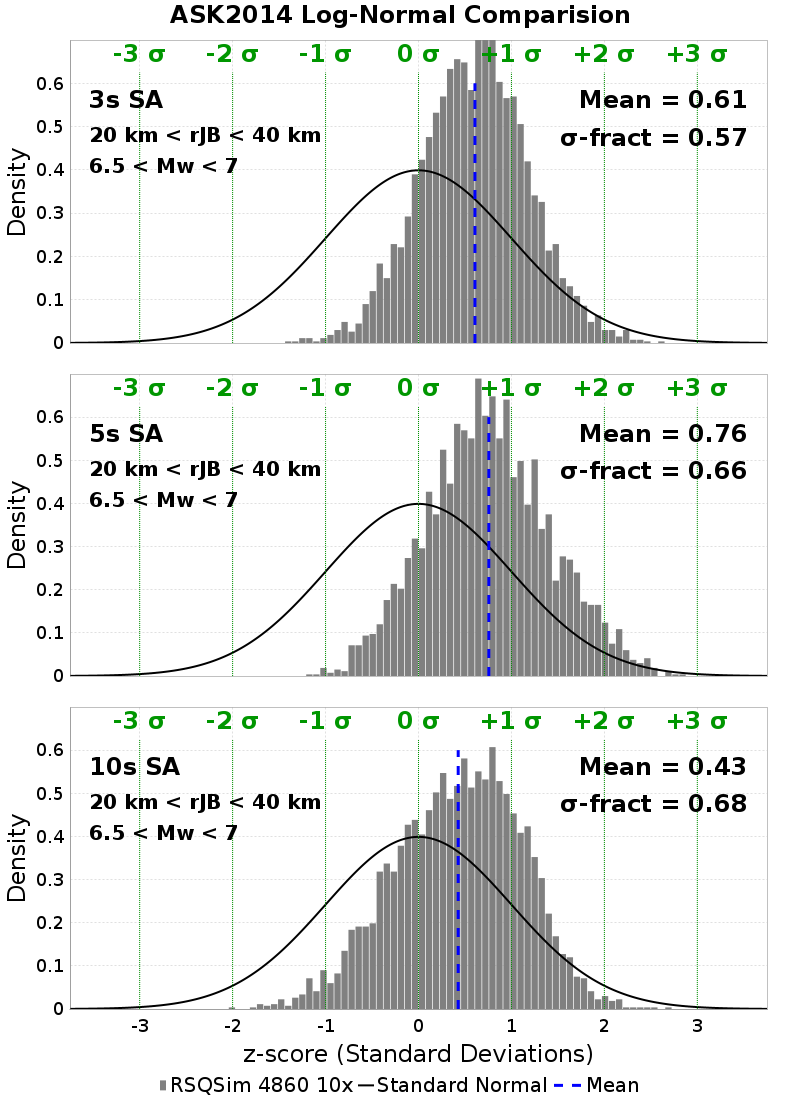 ASK2014 Log-Normal Comparision
-3 σ -2 σ -1 σ 0 σ +1 σ +2 σ +3 σ
3s SA
20 km < rJB < 40 km
6.5 < Mw < 7
Mean = 0.61
σ-fract = 0.57
Density
0.6
0.5
0.4
0.3
0.2
0.1
0
-3 σ -2 σ -1 σ 0 σ +1 σ +2 σ +3 σ
5s SA
20 km < rJB < 40 km
6.5 < Mw < 7
Mean = 0.76
σ-fract = 0.66
Density
0.6
0.5
0.4
0.3
0.2
0.1
0
-3 σ -2 σ -1 σ 0 σ +1 σ +2 σ +3 σ
10s SA
20 km < rJB < 40 km
6.5 < Mw < 7
Mean = 0.43
σ-fract = 0.68
Density
0.6
0.5
0.4
0.3
0.2
0.1
0
-3 -2 -1 0 1 2 3
z-score (Standard Deviations)
RSQSim 4860 10x Standard Normal Mean